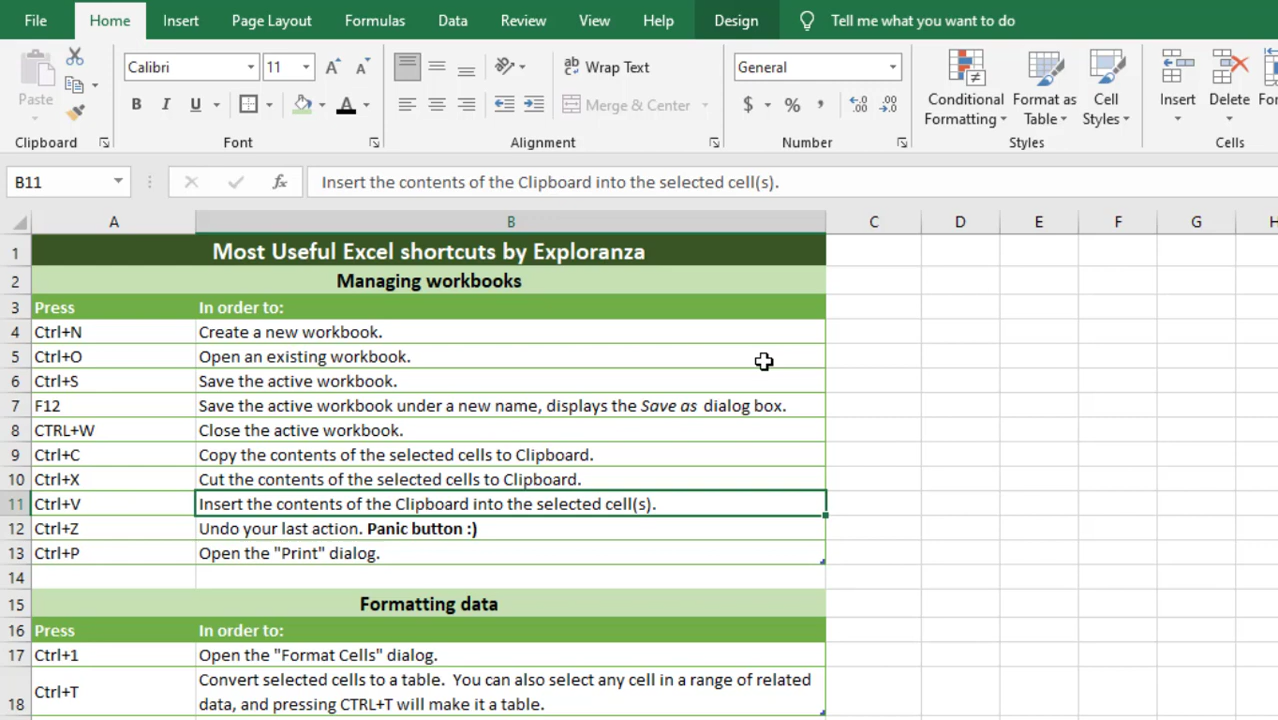 File Home Insert Page Layout Formulas Data Review View Help Design Tell me what you want to do
Calibri 11 Wrap Text General
Paste B I U Merge & Center $ % , Conditional Formatting Format as Table Cell Styles Insert Delete
Clipboard Font Alignment Number Styles Cells
B11 fx Insert the contents of the Clipboard into the selected cell(s).
A B C D E F G H
1 Most Useful Excel shortcuts by Exploranza
2 Managing workbooks
3 Press In order to:
4 Ctrl+N Create a new workbook.
5 Ctrl+O Open an existing workbook.
6 Ctrl+S Save the active workbook.
7 F12 Save the active workbook under a new name, displays the Save as dialog box.
8 CTRL+W Close the active workbook.
9 Ctrl+C Copy the contents of the selected cells to Clipboard.
10 Ctrl+X Cut the contents of the selected cells to Clipboard.
11 Ctrl+V Insert the contents of the Clipboard into the selected cell(s).
12 Ctrl+Z Undo your last action. Panic button :)
13 Ctrl+P Open the "Print" dialog.
14
15 Formatting data
16 Press In order to:
17 Ctrl+1 Open the "Format Cells" dialog.
18 Ctrl+T Convert selected cells to a table. You can also select any cell in a range of related
data, and pressing CTRL+T will make it a table.